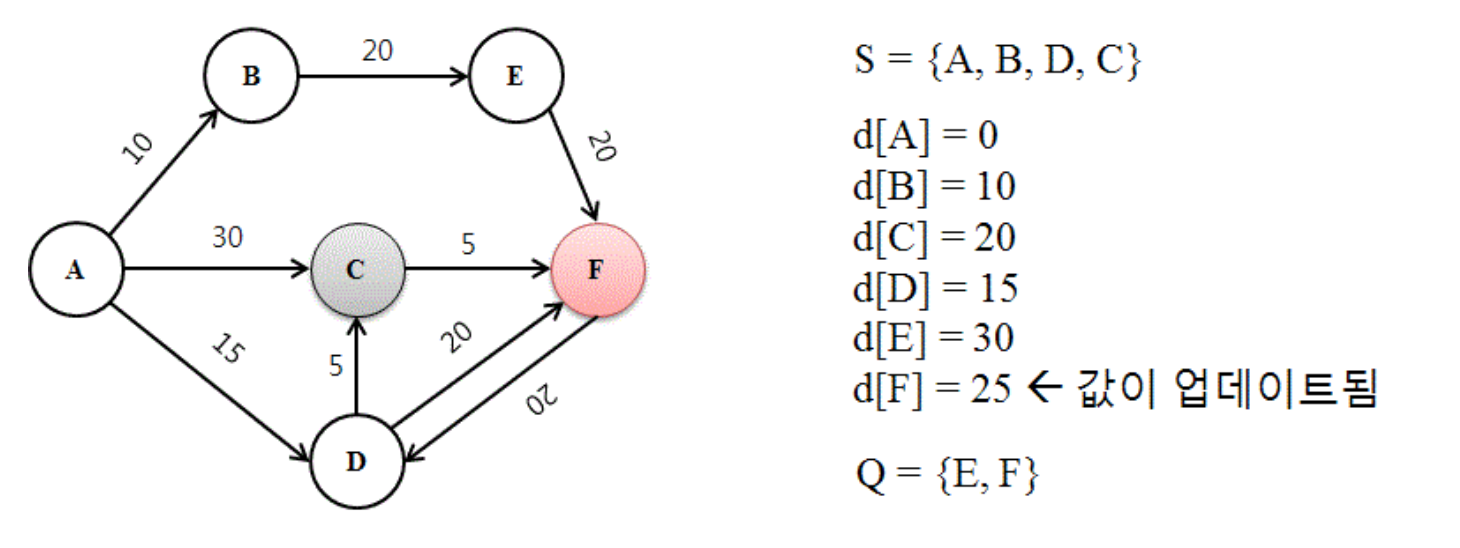 B
20
E
10
20
A
30
C
5
F
15
5
20
20
D
S = {A, B, D, C}
d[A] = 0
d[B] = 10
d[C] = 20
d[D] = 15
d[E] = 30
d[F] = 25 ← 값이 업데이트됨
Q = {E, F}